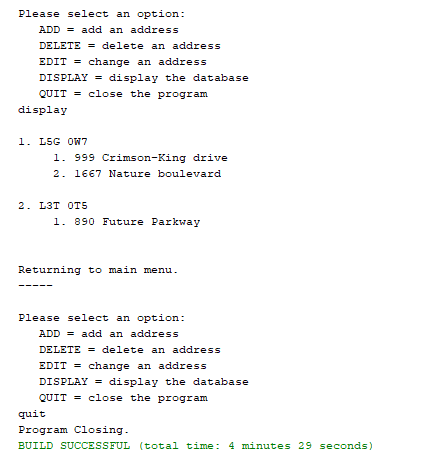 Please select an option:
ADD = add an address
DELETE = delete an address
EDIT = change an address
DISPLAY = display the database
QUIT = close the program
display
1. L5G 0W7
1. 999 Crimson-King drive
2. 1667 Nature boulevard
2. L3T 0T5
1. 890 Future Parkway
Returning to main menu.
-----
Please select an option:
ADD = add an address
DELETE = delete an address
EDIT = change an address
DISPLAY = display the database
QUIT = close the program
quit
Program Closing.
BUILD SUCCESSFUL (total time: 4 minutes 29 seconds)